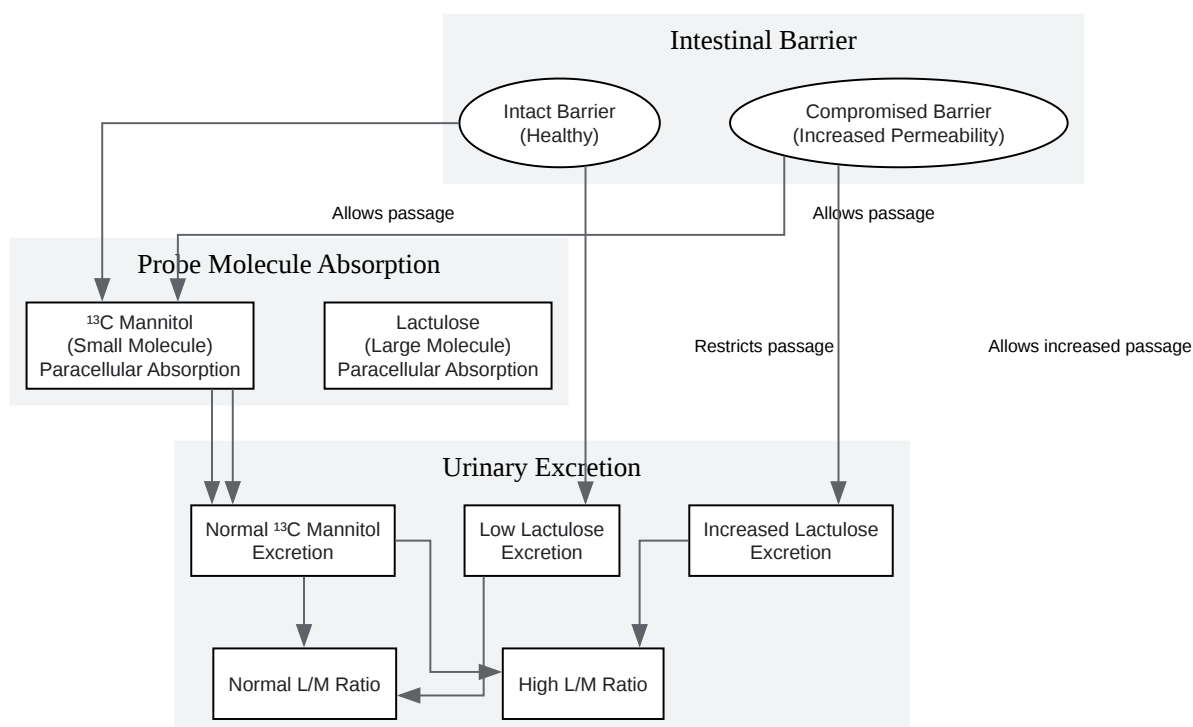 Intestinal Barrier
Intact Barrier
(Healthy)
Compromised Barrier
(Increased Permeability)
Allows passage
Allows passage
Probe Molecule Absorption
¹³C Mannitol
(Small Molecule)
Paracellular Absorption
Lactulose
(Large Molecule)
Paracellular Absorption
Restricts passage
Allows increased passage
Urinary Excretion
Normal ¹³C Mannitol
Excretion
Low Lactulose
Excretion
Increased Lactulose
Excretion
Normal L/M Ratio
High L/M Ratio